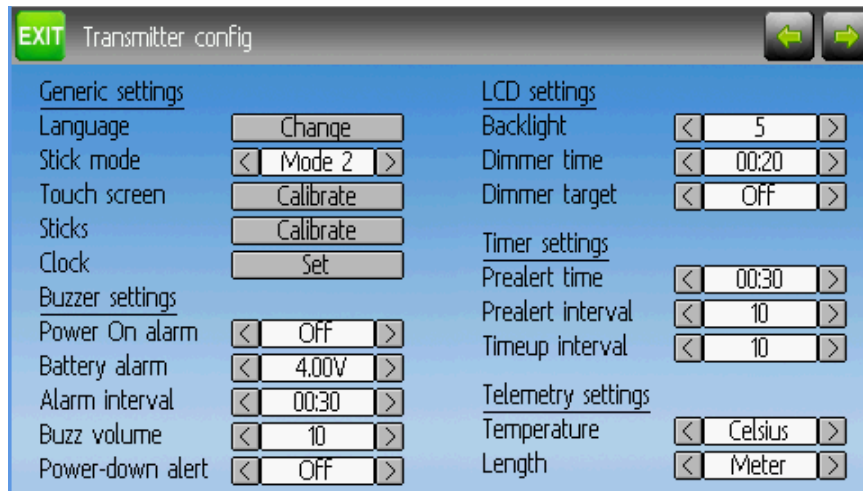 EXIT Transmitter config
Generic settings
Language Change
Stick mode < Mode 2 >
Touch screen Calibrate
Sticks Calibrate
Clock Set
Buzzer settings
Power On alarm < Off >
Battery alarm < 4.00V >
Alarm interval < 00:30 >
Buzz volume < 10 >
Power-down alert < Off >
LCD settings
Backlight < 5 >
Dimmer time < 00:20 >
Dimmer target < Off >
Timer settings
Prealert time < 00:30 >
Prealert interval < 10 >
Timeup interval < 10 >
Telemetry settings
Temperature < Celsius >
Length < Meter >